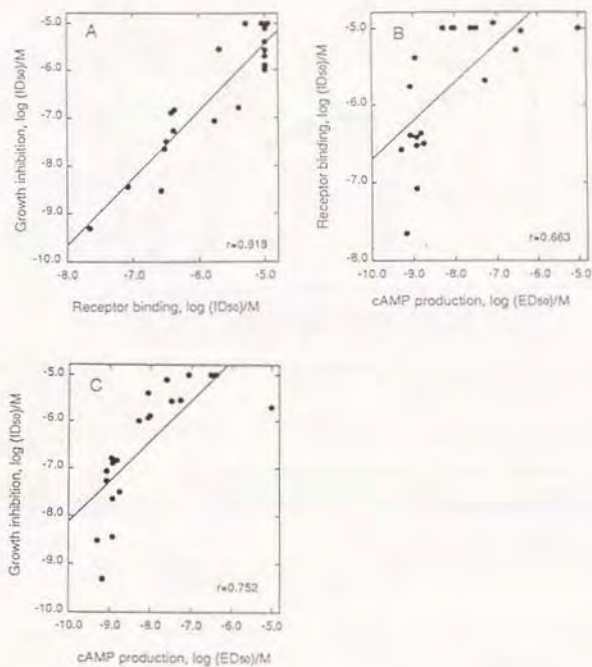 A
Growth inhibition, log (ID50)/M
-5.0
-6.0
-7.0
-8.0
-9.0
-10.0
-8.0 -7.0 -6.0 -5.0
r=0.919
Receptor binding, log (ID50)/M
B
Receptor binding, log (ID50)/M
-5.0
-6.0
-7.0
-8.0
-10.0 -9.0 -8.0 -7.0 -6.0 -5.0
r=0.663
cAMP production, log (ED50)/M
C
Growth inhibition, log (ID50)/M
-5.0
-6.0
-7.0
-8.0
-9.0
-10.0
-10.0 -9.0 -8.0 -7.0 -6.0 -5.0
r=0.752
cAMP production, log (ED50)/M